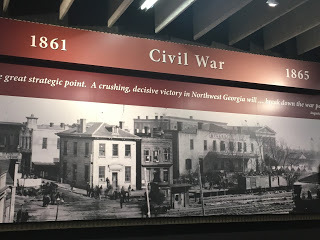 1861 Civil War 1865
great strategic point. A crushing, decisive victory in Northwest Georgia will ... break down the war